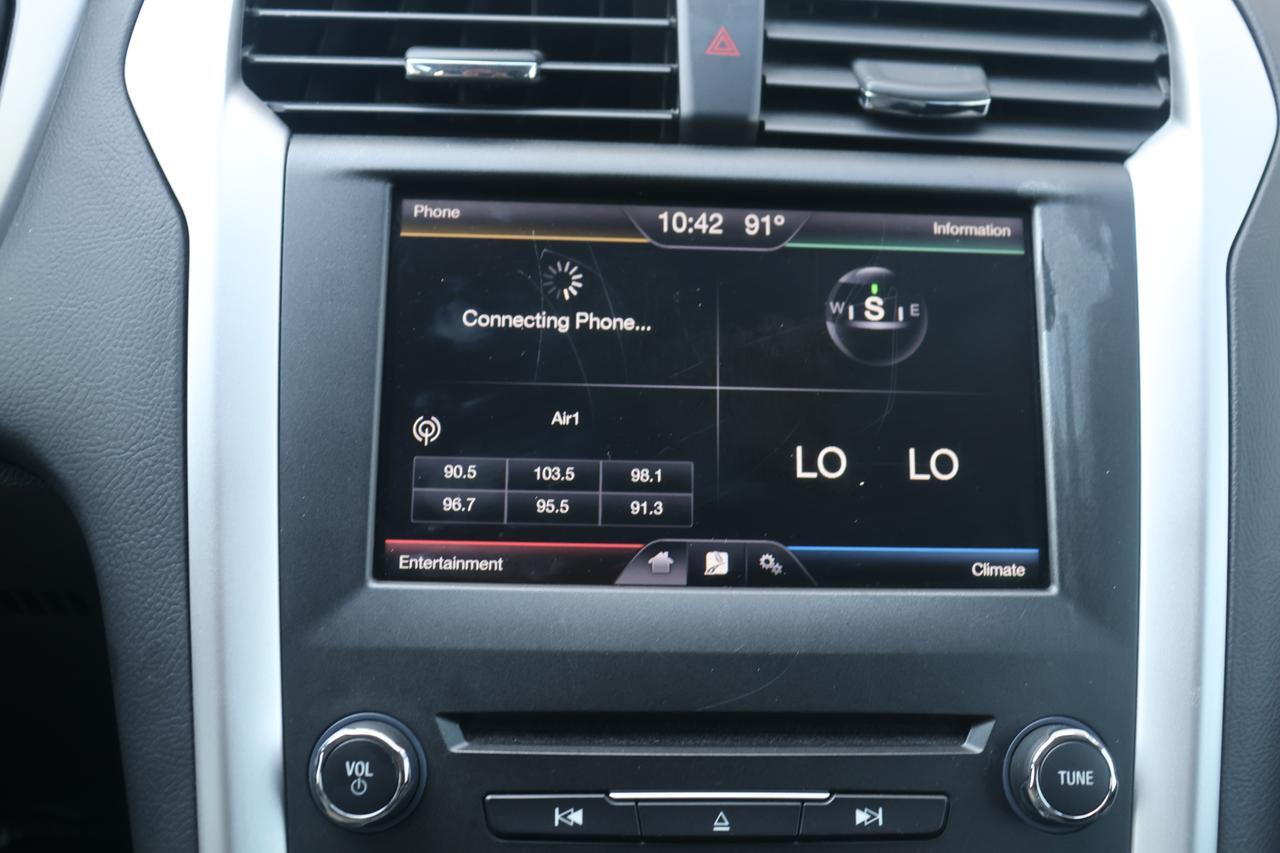 Phone
10:42 91°
Information
Connecting Phone...
W S E
Air1
90.5 103.5 98.1
96.7 95.5 91.3
LO LO
Entertainment
Climate
VOL
TUNE